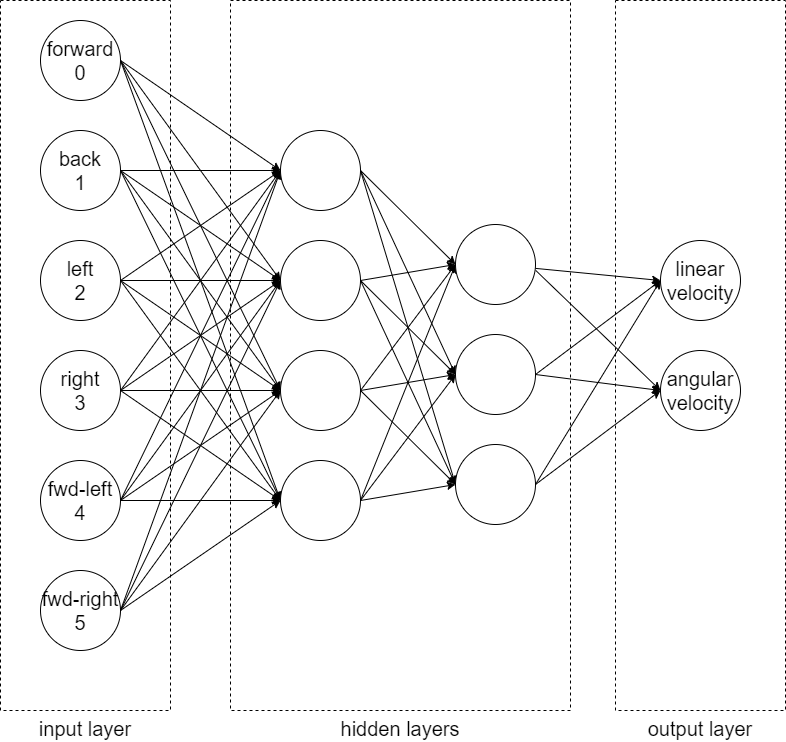 forward
0
back
1
left
2
right
3
fwd-left
4
fwd-right
5
linear
velocity
angular
velocity
input layer
hidden layers
output layer